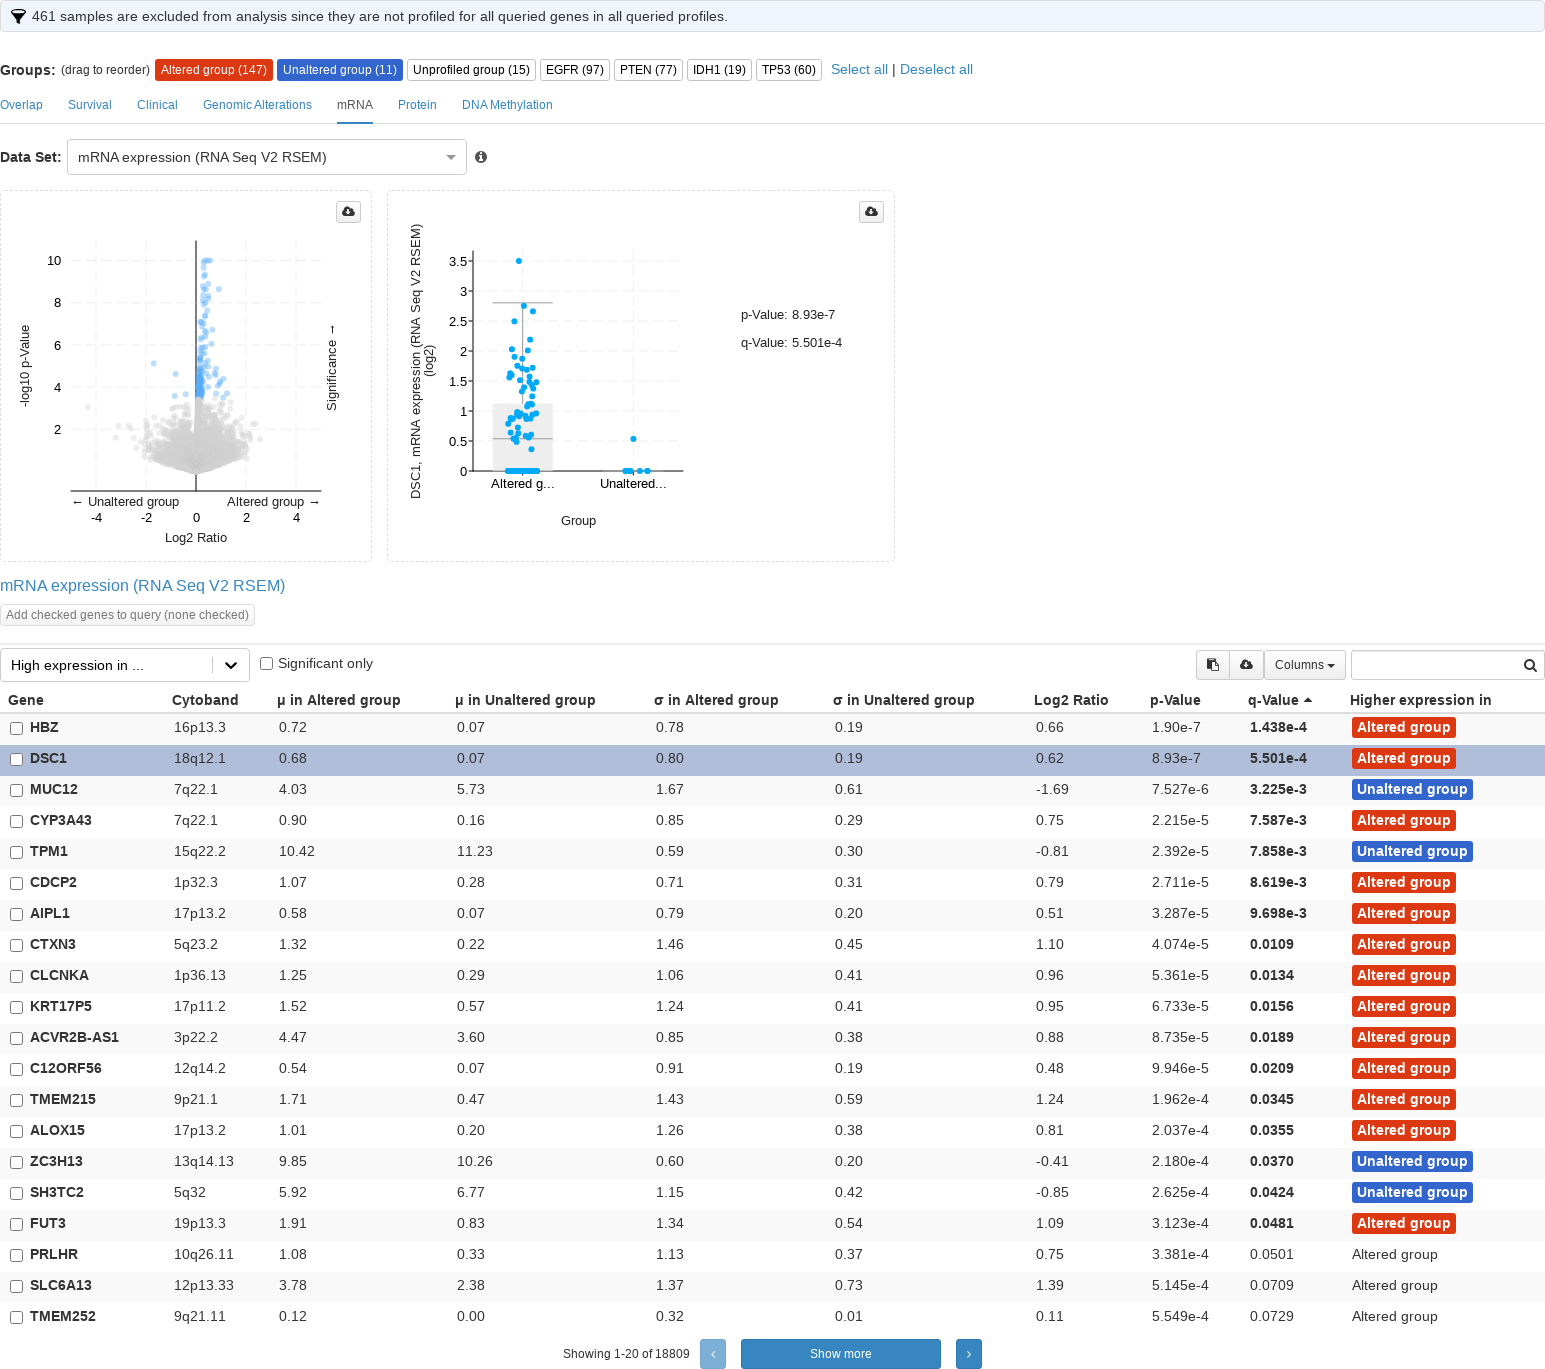 461 samples are excluded from analysis since they are not profiled for all queried genes in all queried profiles.
Groups: (drag to reorder) Altered group (147) Unaltered group (11) Unprofiled group (15) EGFR (97) PTEN (77) IDH1 (19) TP53 (60) Select all | Deselect all
Overlap Survival Clinical Genomic Alterations mRNA Protein DNA Methylation
Data Set: mRNA expression (RNA Seq V2 RSEM)
10
8
6
4
2
-log10 p-Value
Significance →
← Unaltered group Altered group →
-4 -2 0 2 4
Log2 Ratio
DSC1, mRNA expression (RNA Seq V2 RSEM)
(log2)
3.5
3
2.5
2
1.5
1
0.5
0
Altered g... Unaltered...
Group
p-Value: 8.93e-7
q-Value: 5.501e-4
mRNA expression (RNA Seq V2 RSEM)
Add checked genes to query (none checked)
High expression in ... Significant only Columns
Gene Cytoband μ in Altered group μ in Unaltered group σ in Altered group σ in Unaltered group Log2 Ratio p-Value q-Value Higher expression in
HBZ 16p13.3 0.72 0.07 0.78 0.19 0.66 1.90e-7 1.438e-4 Altered group
DSC1 18q12.1 0.68 0.07 0.80 0.19 0.62 8.93e-7 5.501e-4 Altered group
MUC12 7q22.1 4.03 5.73 1.67 0.61 -1.69 7.527e-6 3.225e-3 Unaltered group
CYP3A43 7q22.1 0.90 0.16 0.85 0.29 0.75 2.215e-5 7.587e-3 Altered group
TPM1 15q22.2 10.42 11.23 0.59 0.30 -0.81 2.392e-5 7.858e-3 Unaltered group
CDCP2 1p32.3 1.07 0.28 0.71 0.31 0.79 2.711e-5 8.619e-3 Altered group
AIPL1 17p13.2 0.58 0.07 0.79 0.20 0.51 3.287e-5 9.698e-3 Altered group
CTXN3 5q23.2 1.32 0.22 1.46 0.45 1.10 4.074e-5 0.0109 Altered group
CLCNKA 1p36.13 1.25 0.29 1.06 0.41 0.96 5.361e-5 0.0134 Altered group
KRT17P5 17p11.2 1.52 0.57 1.24 0.41 0.95 6.733e-5 0.0156 Altered group
ACVR2B-AS1 3p22.2 4.47 3.60 0.85 0.38 0.88 8.735e-5 0.0189 Altered group
C12ORF56 12q14.2 0.54 0.07 0.91 0.19 0.48 9.946e-5 0.0209 Altered group
TMEM215 9p21.1 1.71 0.47 1.43 0.59 1.24 1.962e-4 0.0345 Altered group
ALOX15 17p13.2 1.01 0.20 1.26 0.38 0.81 2.037e-4 0.0355 Altered group
ZC3H13 13q14.13 9.85 10.26 0.60 0.20 -0.41 2.180e-4 0.0370 Unaltered group
SH3TC2 5q32 5.92 6.77 1.15 0.42 -0.85 2.625e-4 0.0424 Unaltered group
FUT3 19p13.3 1.91 0.83 1.34 0.54 1.09 3.123e-4 0.0481 Altered group
PRLHR 10q26.11 1.08 0.33 1.13 0.37 0.75 3.381e-4 0.0501 Altered group
SLC6A13 12p13.33 3.78 2.38 1.37 0.73 1.39 5.145e-4 0.0709 Altered group
TMEM252 9q21.11 0.12 0.00 0.32 0.01 0.11 5.549e-4 0.0729 Altered group
Showing 1-20 of 18809 ‹ Show more ›